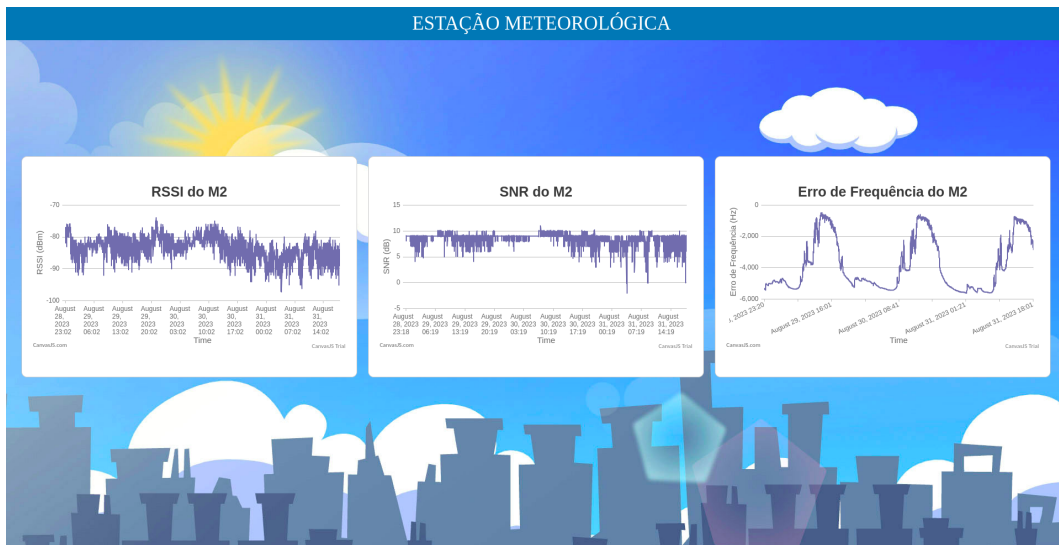 ESTAÇÃO METEOROLÓGICA
RSSI do M2
-70
-80
-90
-100
RSSI (dBm)
August 28, 2023 23:02
August 29, 2023 06:02
August 29, 2023 13:02
August 29, 2023 20:02
August 30, 2023 03:02
August 30, 2023 10:02
August 30, 2023 17:02
August 31, 2023 00:02
August 31, 2023 07:02
August 31, 2023 14:02
Time
CanvasJS.com
CanvasJS Trial
SNR do M2
15
10
5
0
-5
SNR (dB)
August 28, 2023 23:18
August 29, 2023 06:19
August 29, 2023 13:19
August 29, 2023 20:19
August 30, 2023 03:19
August 30, 2023 10:19
August 30, 2023 17:19
August 31, 2023 00:19
August 31, 2023 07:19
August 31, 2023 14:19
Time
CanvasJS.com
CanvasJS Trial
Erro de Frequência do M2
0
-2,000
-4,000
-6,000
Erro de Frequência (Hz)
, 2023 23:20
August 29, 2023 16:01
August 30, 2023 08:41
August 31, 2023 01:21
August 31, 2023 18:01
Time
CanvasJS.com
CanvasJS Trial